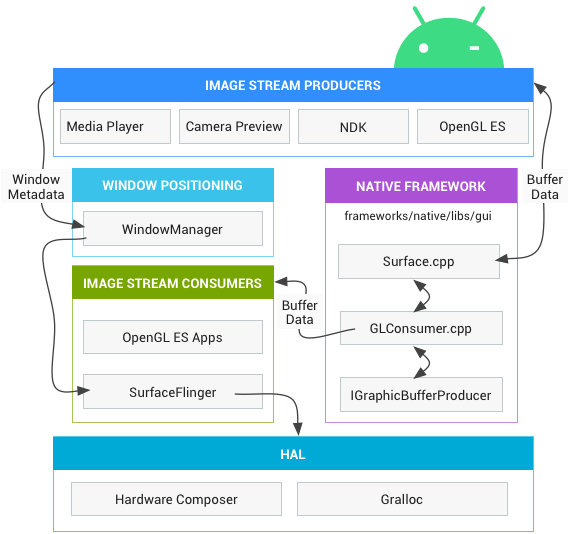 IMAGE STREAM PRODUCERS
Media Player
Camera Preview
NDK
OpenGL ES
Window
Metadata
WINDOW POSITIONING
WindowManager
NATIVE FRAMEWORK
frameworks/native/libs/gui
Buffer
Data
Surface.cpp
IMAGE STREAM CONSUMERS
Buffer
Data
GLConsumer.cpp
OpenGL ES Apps
SurfaceFlinger
IGraphicBufferProducer
HAL
Hardware Composer
Gralloc